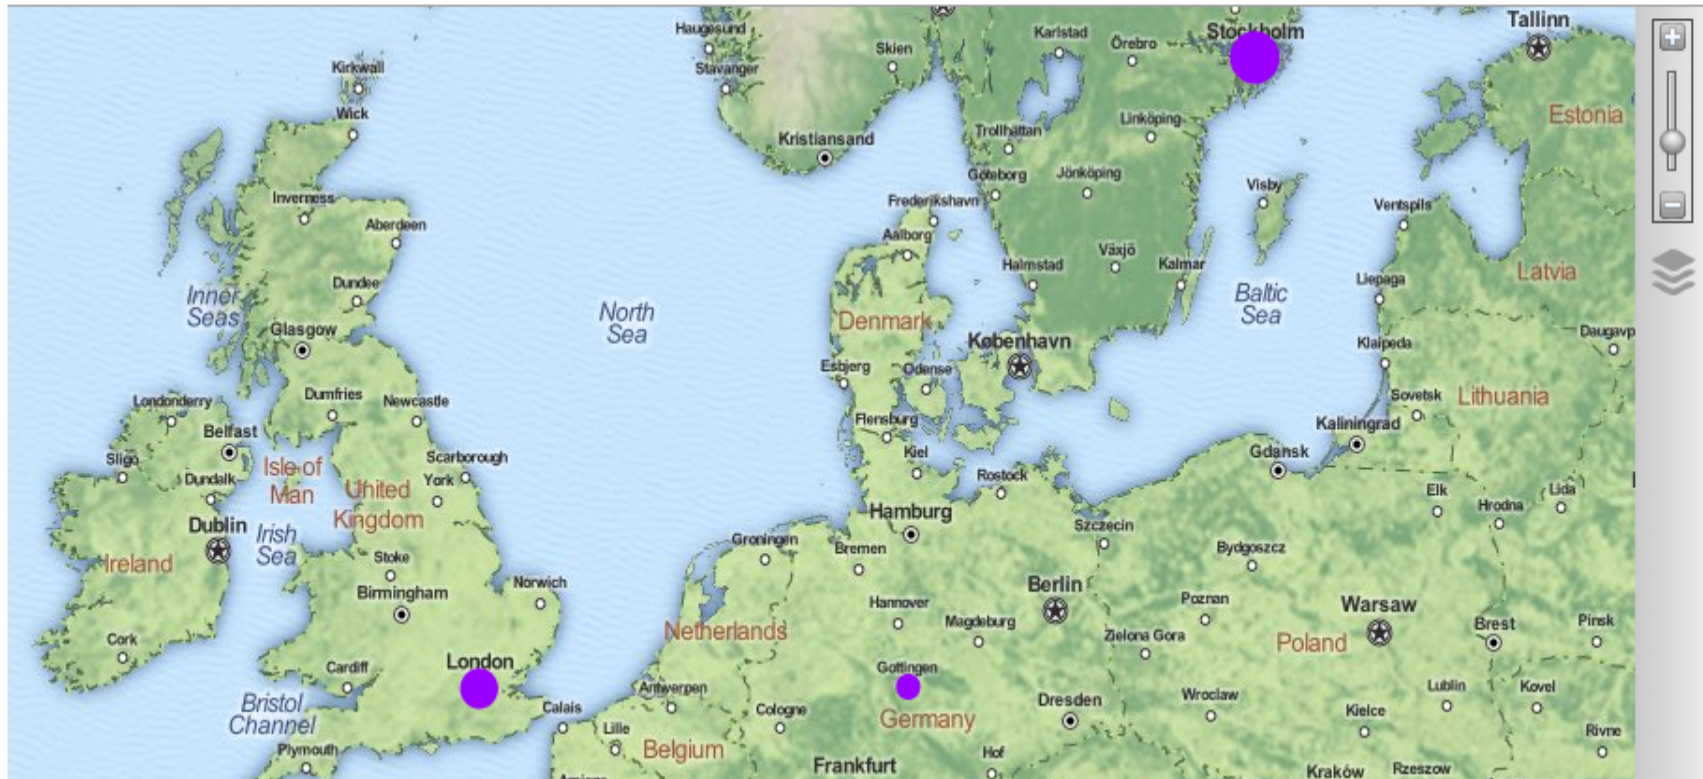 Stockholm
Tallinn
Haugesund
Karlstad
Örebro
Skien
Kirkwall
Stavanger
Wick
Estonia
Linköping
Trollhättan
Kristiansand
Göteborg
Jönköping
Visby
Inverness
Frederikshavn
Ventspils
Aberdeen
Aalborg
Växjö
Halmstad
Kalmar
Latvia
Dundee
Liepaga
Inner
Seas
Baltic
Sea
North
Sea
Denmark
Glasgow
København
Daugavp
Klaipeda
Esbjerg
Odense
Dumfries
Newcastle
Londonderry
Sovetsk
Lithuania
Flensburg
Kaliningrad
Belfast
Sligo
Scarborough
Kiel
Gdansk
Isle of
Man
Dundalk
York
Rostock
United
Kingdom
Elk
Lida
Hrodna
Hamburg
Dublin
Szczecin
Irish
Sea
Groningen
Bremen
Bydgoszcz
Ireland
Stoke
Norwich
Berlin
Birmingham
Hannover
Poznan
Warsaw
Magdeburg
Netherlands
Zielona Gora
Poland
Brest
Pinsk
Cork
London
Cardiff
Gottingen
Antwerpen
Dresden
Wroclaw
Lublin
Kovel
Bristol
Channel
Calais
Cologne
Germany
Kielce
Lille
Rivne
Plymouth
Belgium
Hof
Frankfurt
Kraków
Rzeszow